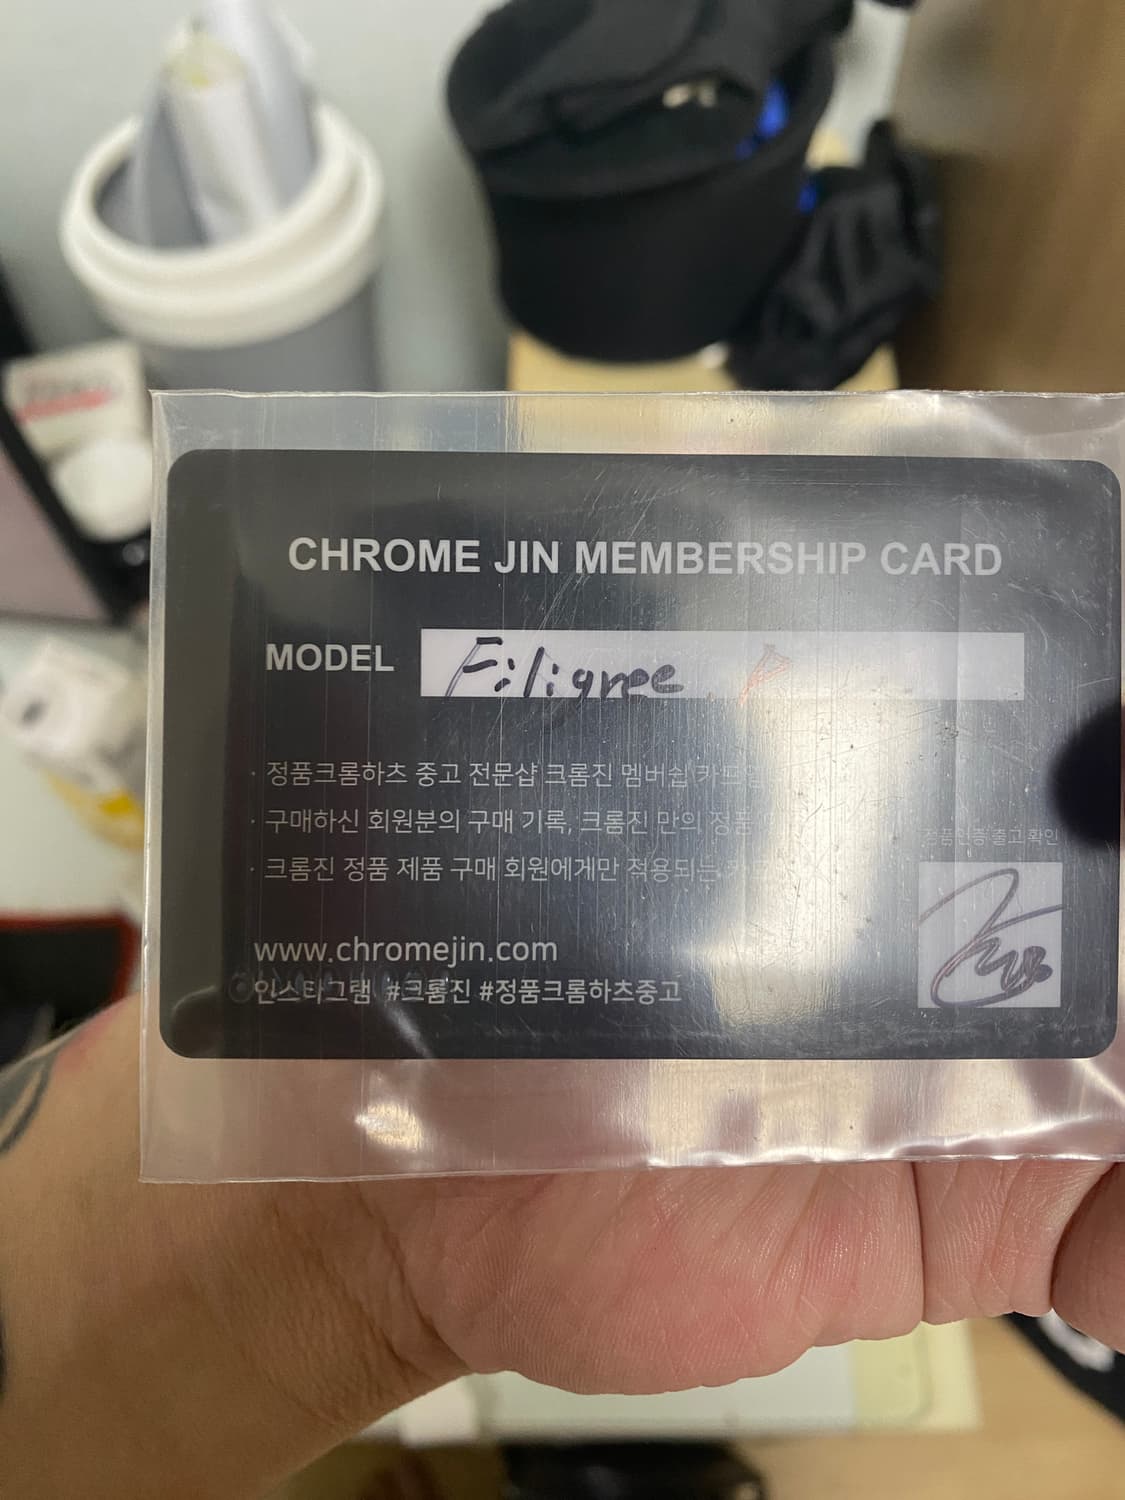 CHROME JIN MEMBERSHIP CARD
MODEL Filigree
· 정품크롬하츠 중고 전문샵 크롬진 멤버쉽 카드
· 구매하신 회원분의 구매 기록, 크롬진 만의 정품
· 크롬진 정품 제품 구매 회원에게만 적용되는
정품인증 출고 확인
www.chromejin.com
인스타그램 #크롬진 #정품크롬하츠중고